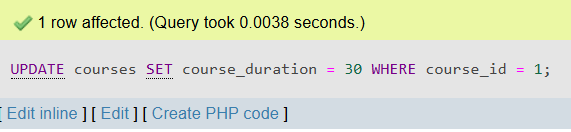 1 row affected. (Query took 0.0038 seconds.)
UPDATE courses SET course_duration = 30 WHERE course_id = 1;
[ Edit inline ] [ Edit ] [ Create PHP code ]